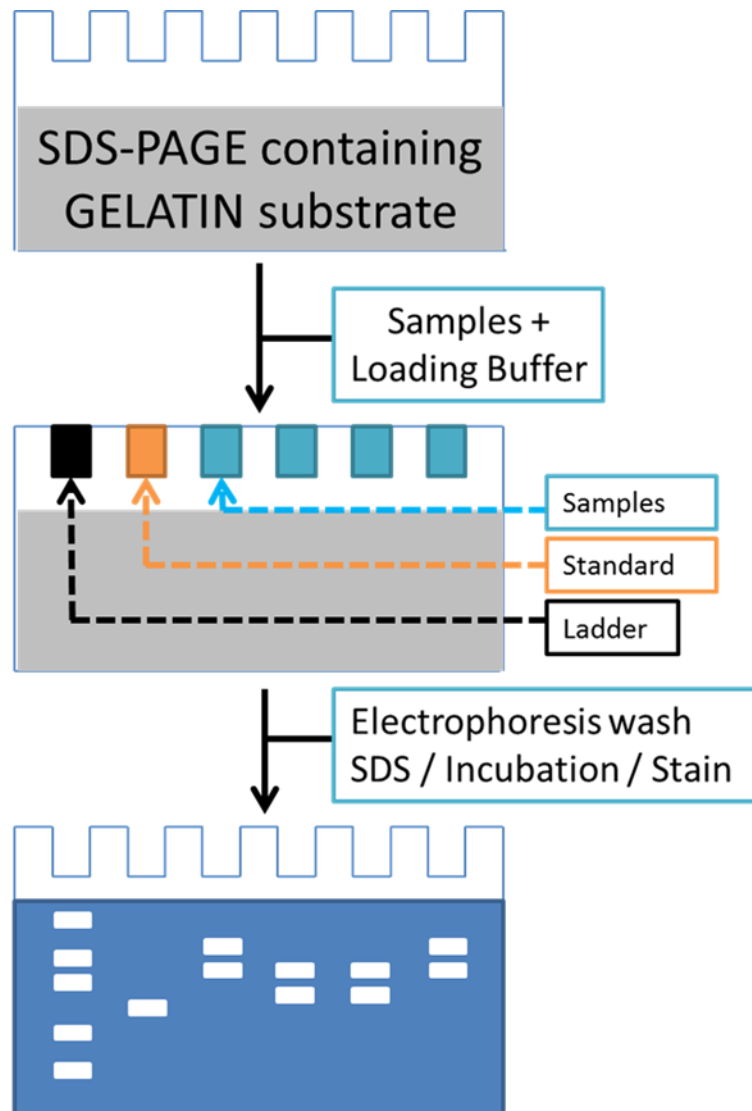 SDS-PAGE containing
GELATIN substrate
Samples +
Loading Buffer
Samples
Standard
Ladder
Electrophoresis wash
SDS / Incubation / Stain